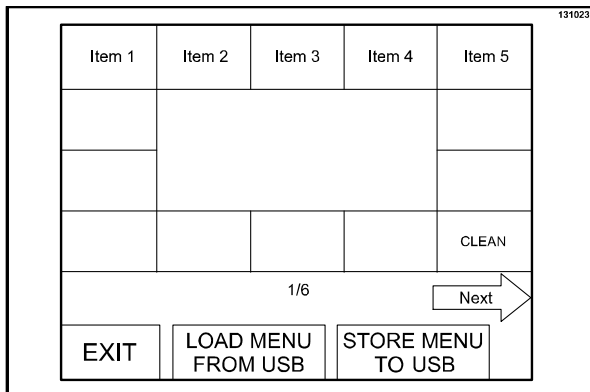 131023
Item 1 Item 2 Item 3 Item 4 Item 5
CLEAN
1/6
Next
EXIT
LOAD MENU
FROM USB
STORE MENU
TO USB